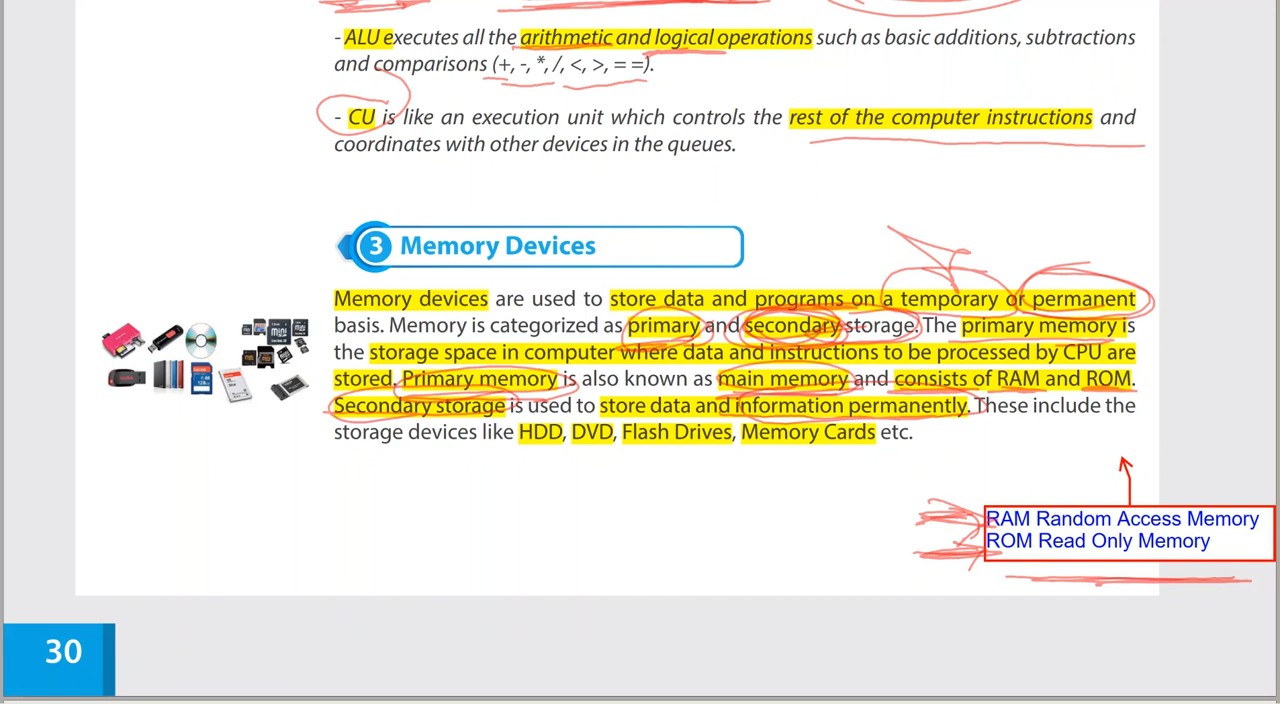 - ALU executes all the arithmetic and logical operations such as basic additions, subtractions
and comparisons (+, -, *, /, <, >, = =).
- CU is like an execution unit which controls the rest of the computer instructions and
coordinates with other devices in the queues.
3 Memory Devices
Memory devices are used to store data and programs on a temporary or permanent
basis. Memory is categorized as primary and secondary storage. The primary memory is
the storage space in computer where data and instructions to be processed by CPU are
stored. Primary memory is also known as main memory and consists of RAM and ROM.
Secondary storage is used to store data and information permanently. These include the
storage devices like HDD, DVD, Flash Drives, Memory Cards etc.
RAM Random Access Memory
ROM Read Only Memory
30